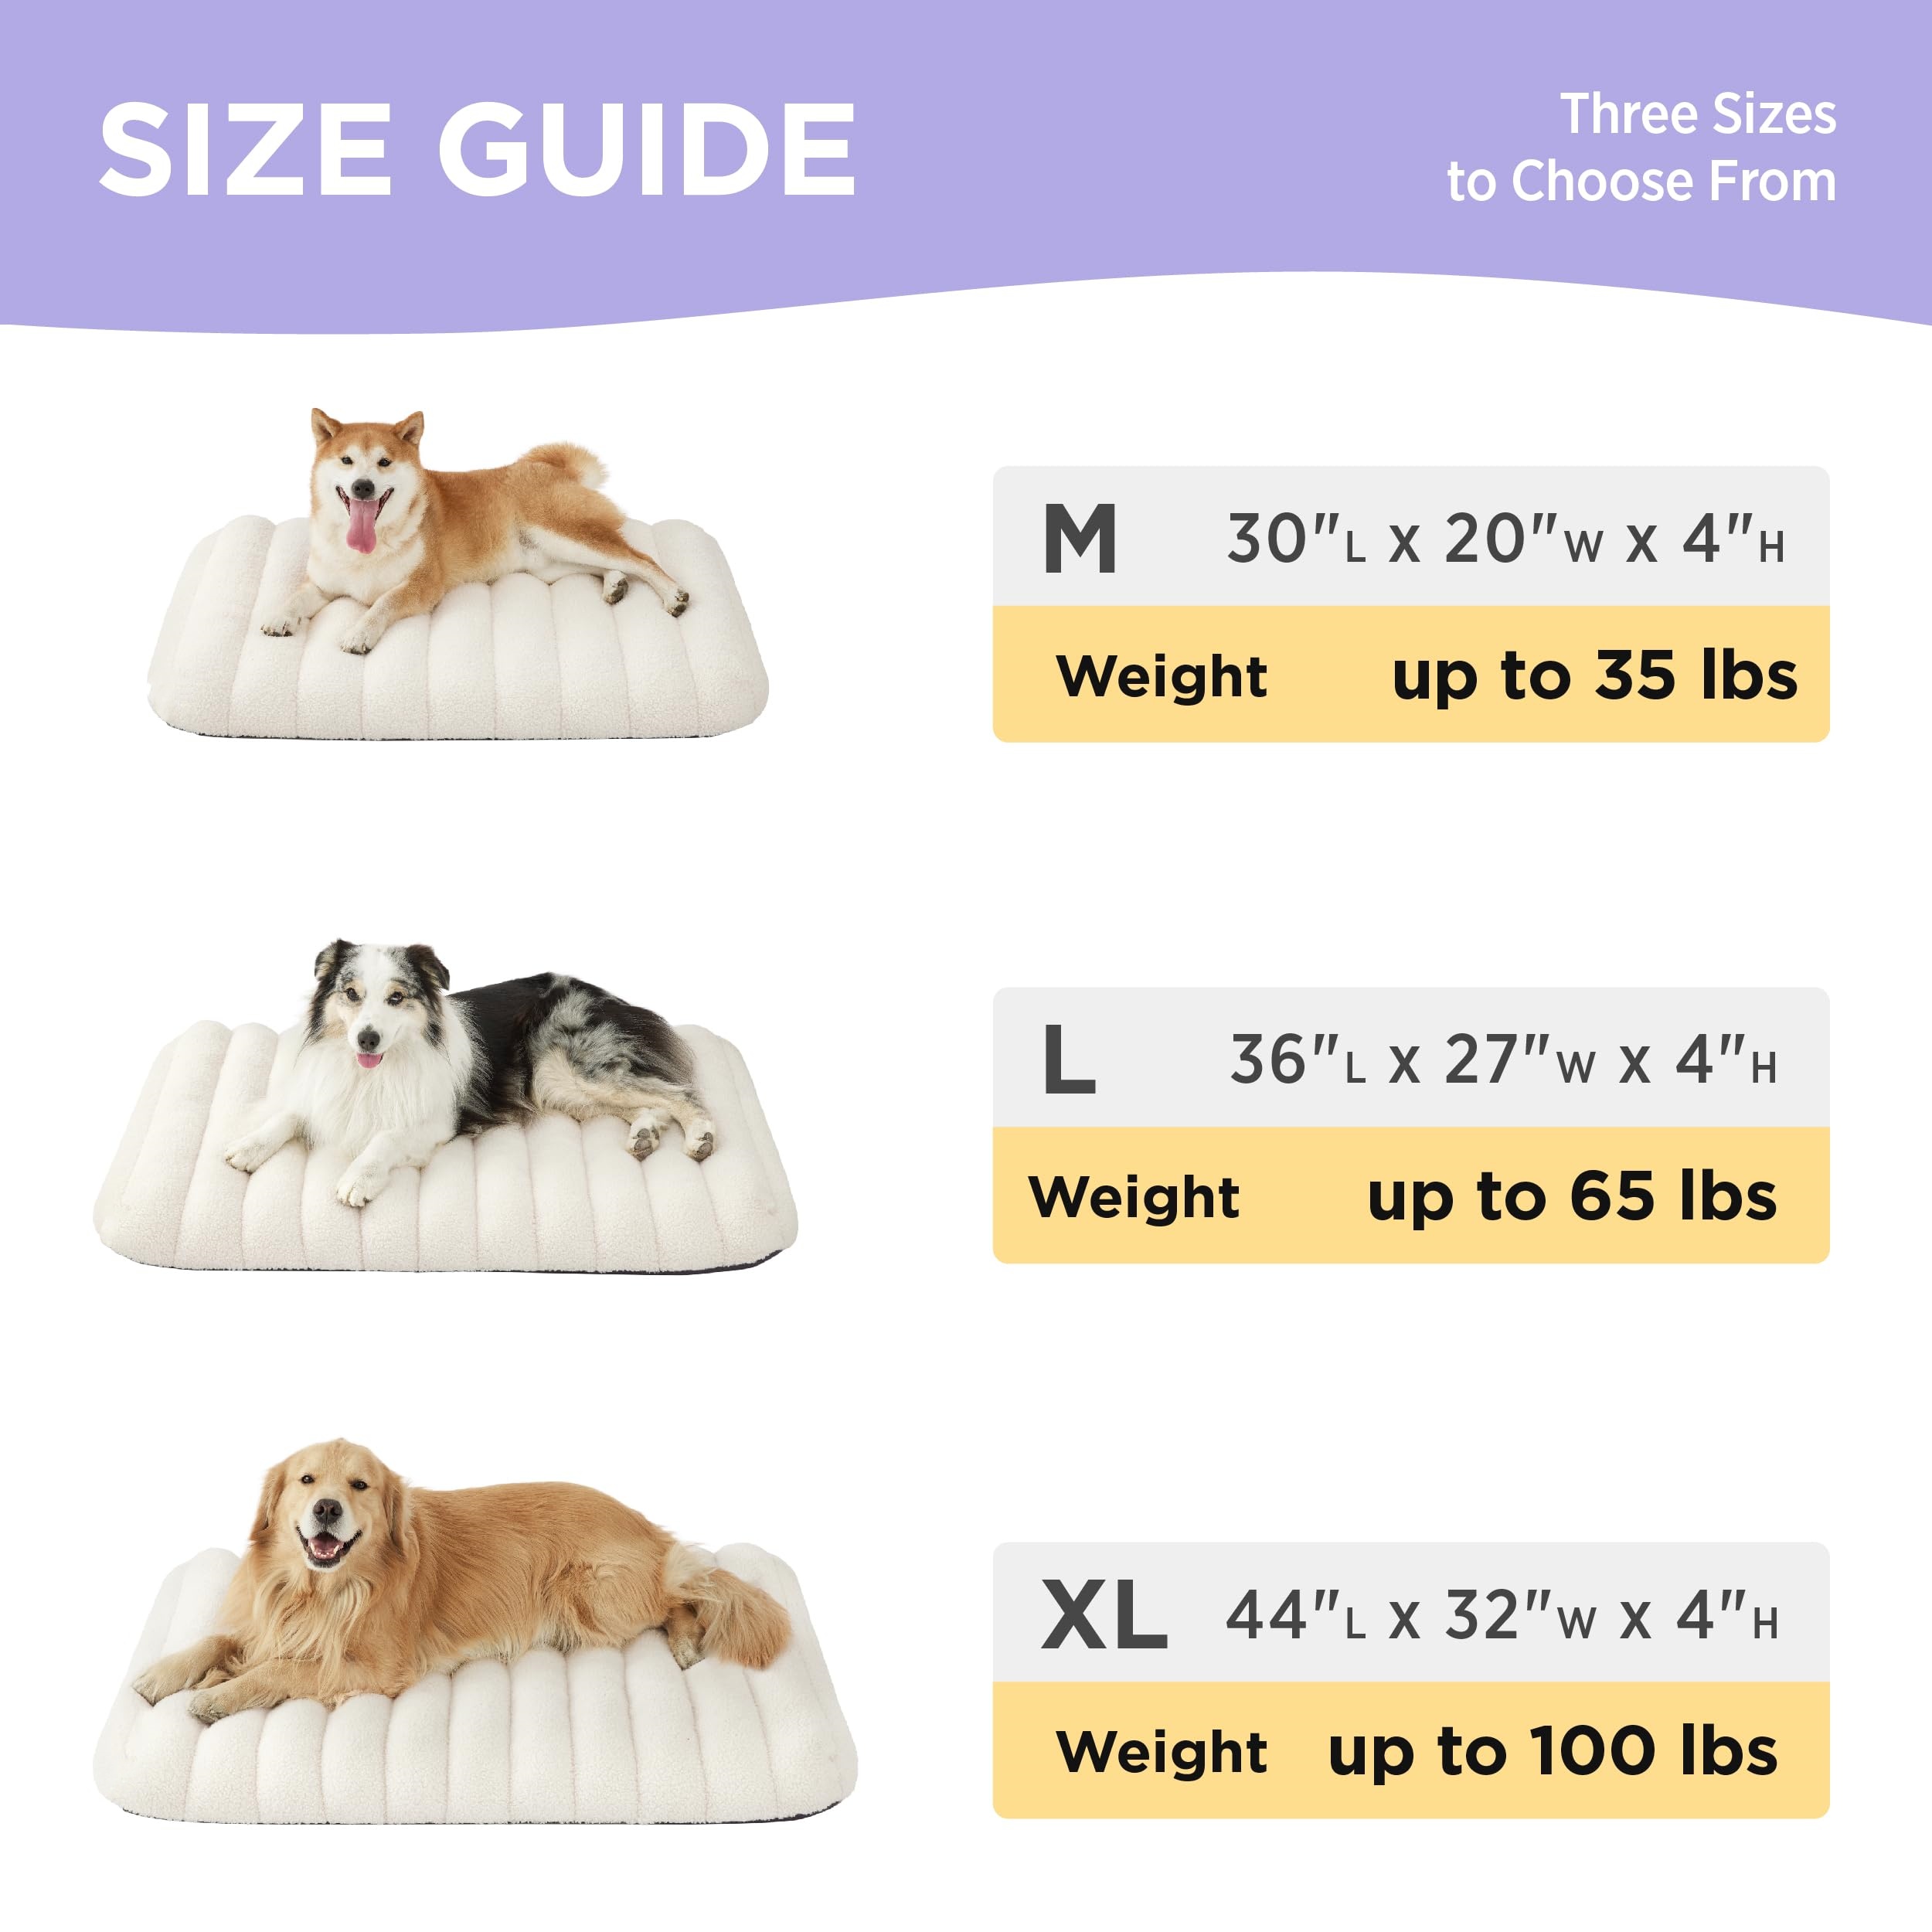 SIZE GUIDE
Three Sizes
to Choose From
M 30"L x 20"W x 4"H
Weight up to 35 lbs
L 36"L x 27"W x 4"H
Weight up to 65 lbs
XL 44"L x 32"W x 4"H
Weight up to 100 lbs